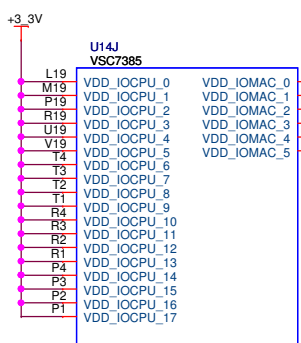 +3_3V
U14J
VSC7385
L19 VDD_IOCPU_0 VDD_IOMAC_0
M19 VDD_IOCPU_1 VDD_IOMAC_1
P19 VDD_IOCPU_2 VDD_IOMAC_2
R19 VDD_IOCPU_3 VDD_IOMAC_3
U19 VDD_IOCPU_4 VDD_IOMAC_4
V19 VDD_IOCPU_5 VDD_IOMAC_5
T4 VDD_IOCPU_6
T3 VDD_IOCPU_7
T2 VDD_IOCPU_8
T1 VDD_IOCPU_9
R4 VDD_IOCPU_10
R3 VDD_IOCPU_11
R2 VDD_IOCPU_12
R1 VDD_IOCPU_13
P4 VDD_IOCPU_14
P3 VDD_IOCPU_15
P2 VDD_IOCPU_16
P1 VDD_IOCPU_17